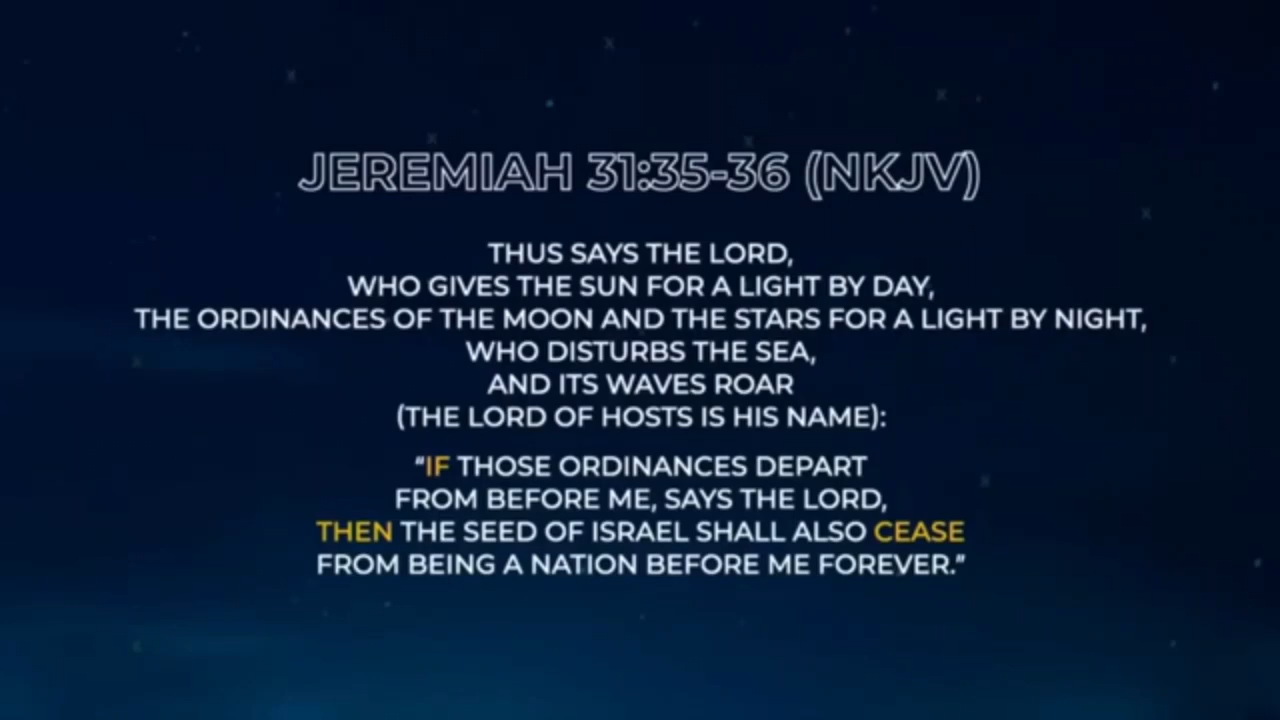 JEREMIAH 31:35-36 (NKJV)
THUS SAYS THE LORD,
WHO GIVES THE SUN FOR A LIGHT BY DAY,
THE ORDINANCES OF THE MOON AND THE STARS FOR A LIGHT BY NIGHT,
WHO DISTURBS THE SEA,
AND ITS WAVES ROAR
(THE LORD OF HOSTS IS HIS NAME):
“IF THOSE ORDINANCES DEPART
FROM BEFORE ME, SAYS THE LORD,
THEN THE SEED OF ISRAEL SHALL ALSO CEASE
FROM BEING A NATION BEFORE ME FOREVER.”